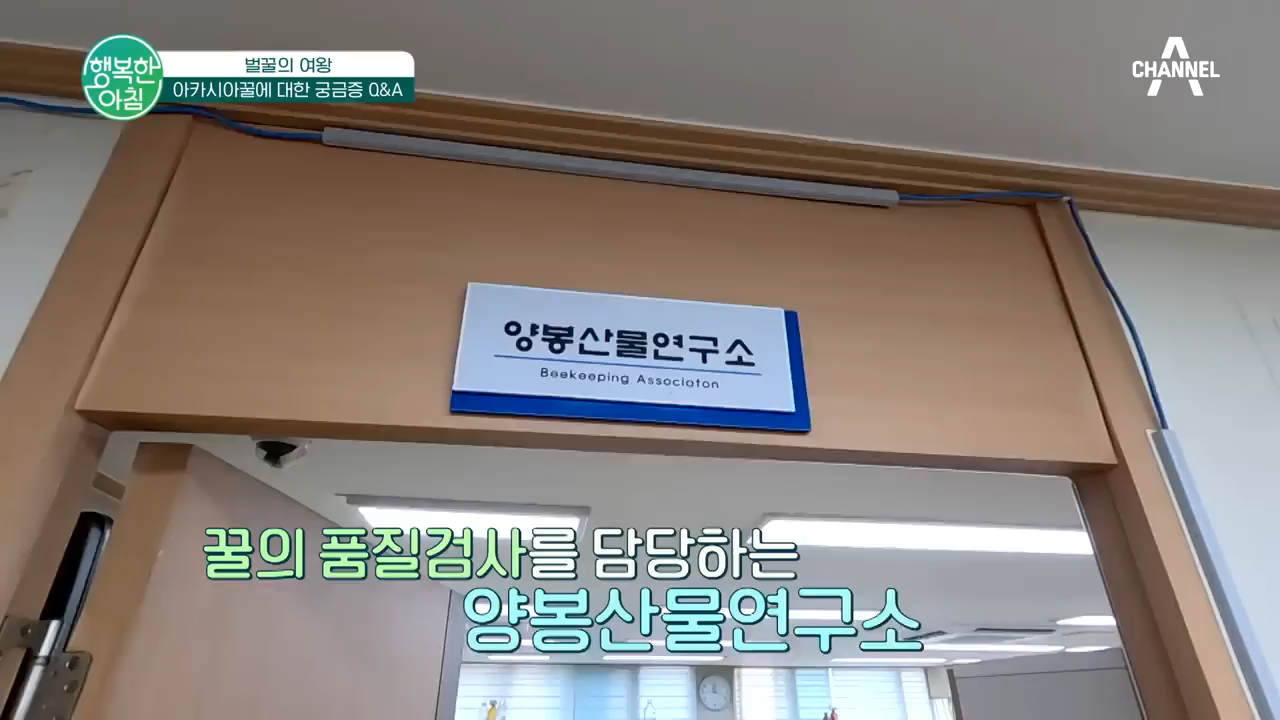 행복한
아침
벌꿀의 여왕
아카시아꿀에 대한 궁금증 Q&A
CHANNEL A
양봉산물연구소
Beekeeping Associaton
꿀의 품질검사를 담당하는
양봉산물연구소